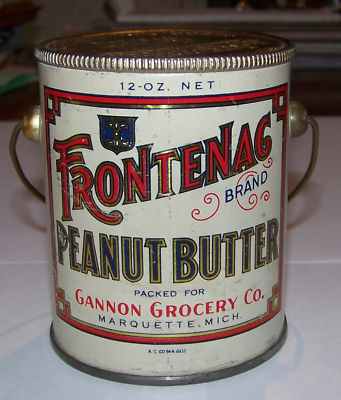 12-OZ. NET
FRONTENAC
BRAND
PEANUT BUTTER
PACKED FOR
GANNON GROCERY CO.
MARQUETTE, MICH.